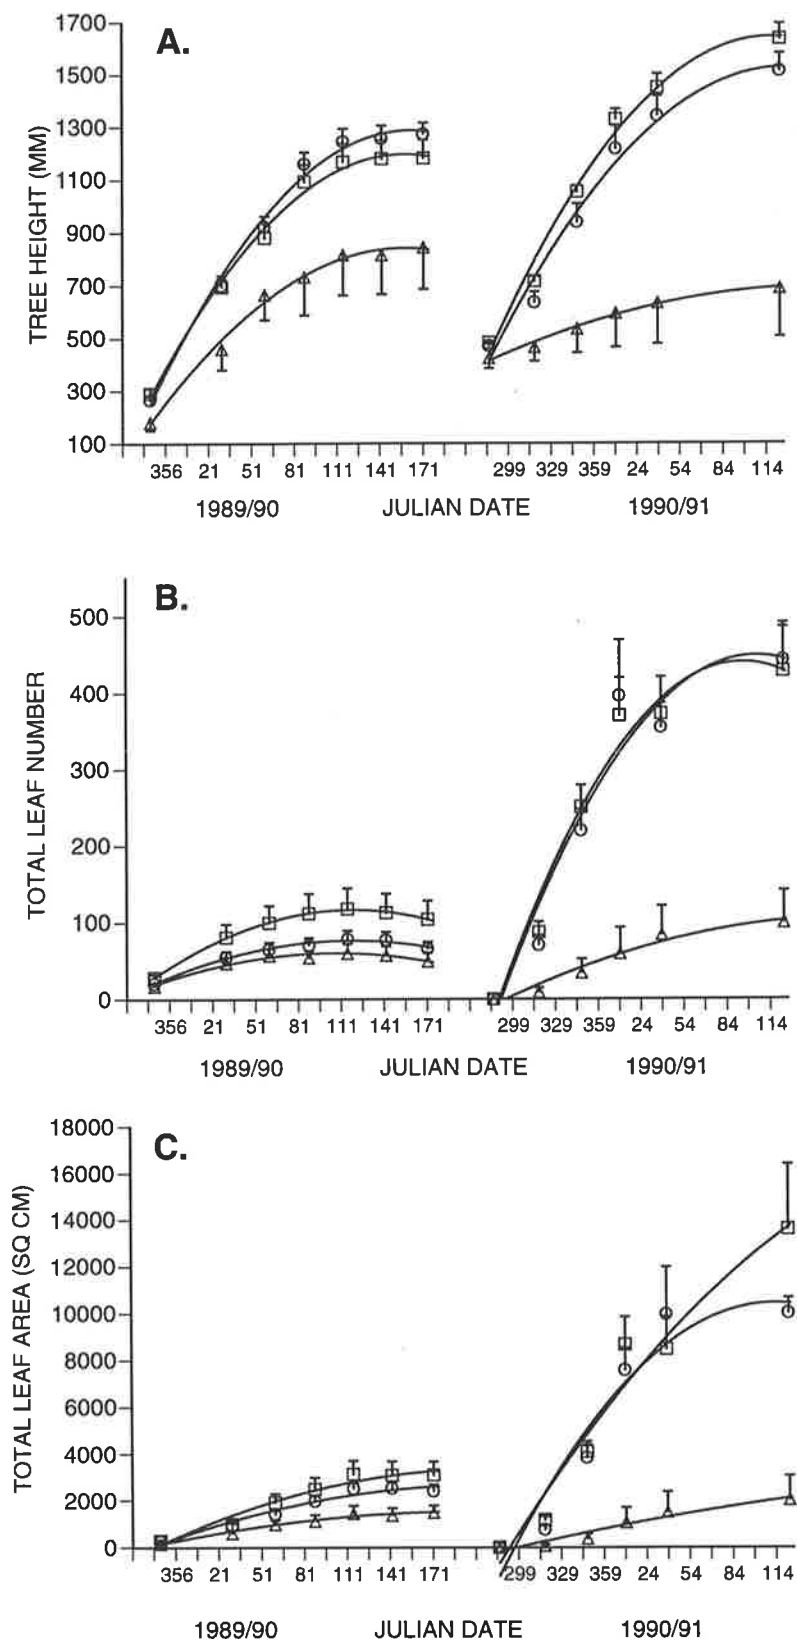 A.
TREE HEIGHT (MM)
1700
1500
1300
1100
900
700
500
300
100
356 21 51 81 111 141 171 299 329 359 24 54 84 114
1989/90 JULIAN DATE 1990/91
B.
TOTAL LEAF NUMBER
500
400
300
200
100
0
356 21 51 81 111 141 171 299 329 359 24 54 84 114
1989/90 JULIAN DATE 1990/91
C.
TOTAL LEAF AREA (SQ CM)
18000
16000
14000
12000
10000
8000
6000
4000
2000
0
356 21 51 81 111 141 171 299 329 359 24 54 84 114
1989/90 JULIAN DATE 1990/91